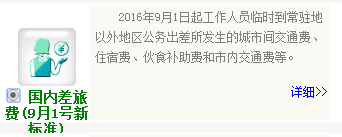 2016年9月1日起工作人员临时到常驻地
以外地区公务出差所发生的城市间交通费、
住宿费、伙食补助费和市内交通费等。
详细>>
国内差旅
费(9月1号新
标准)